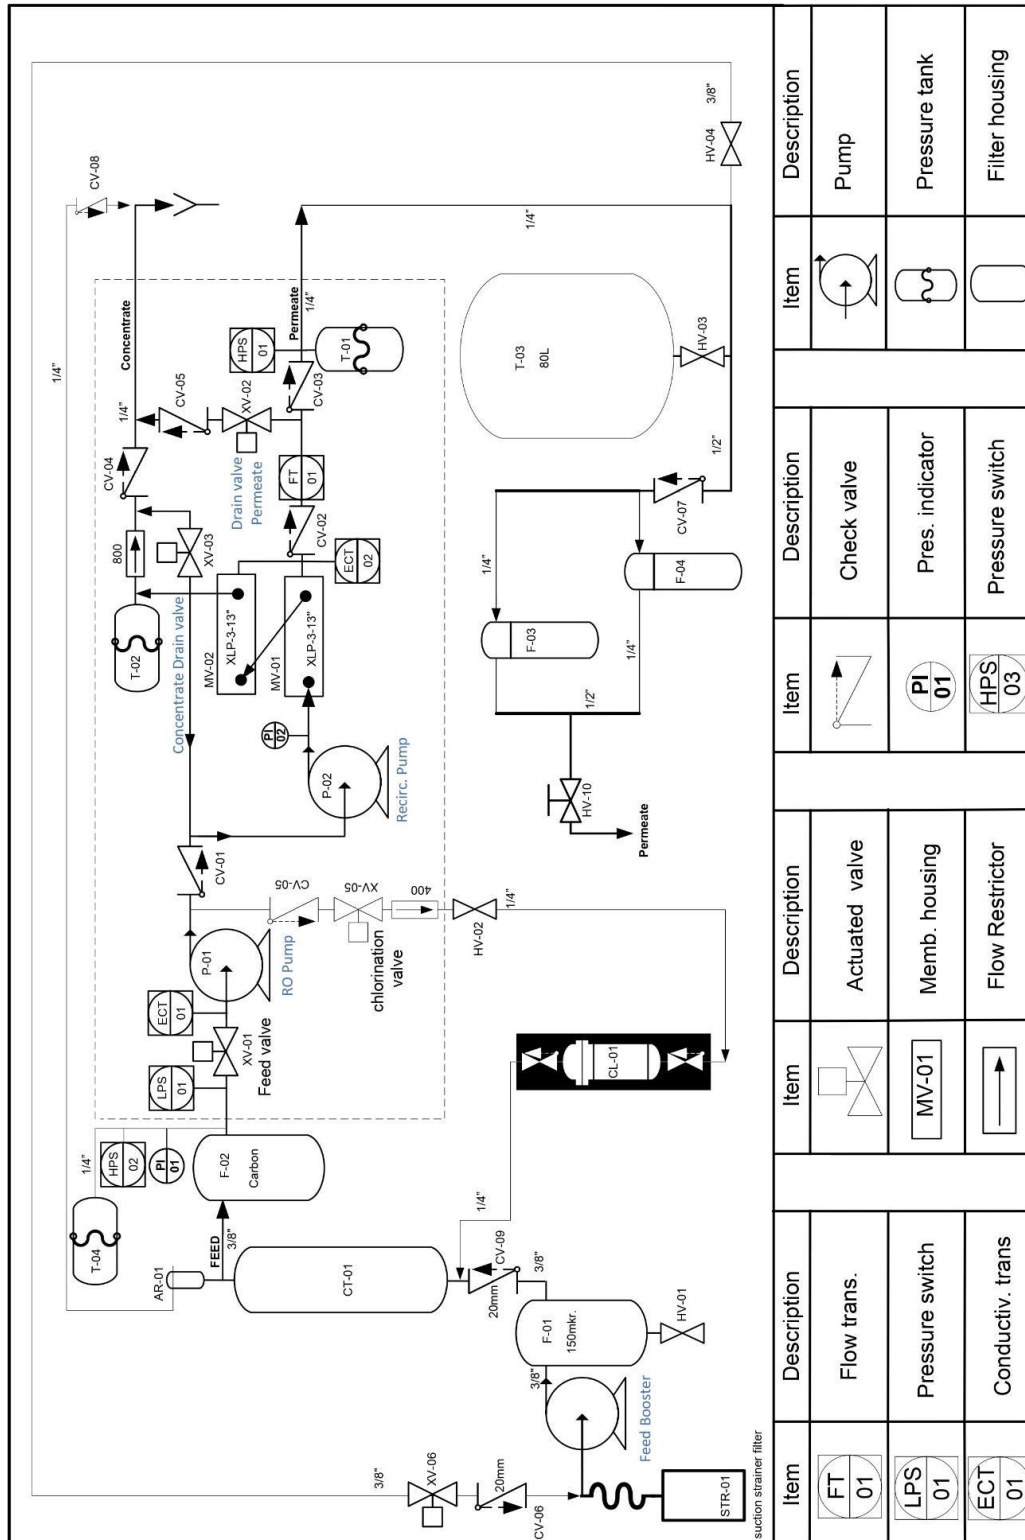 1/4"
CV-08
3/8"
HV-04
Concentrate
1/4"
CV-05
CV-04
800
T-02
XV-03
XV-02
Drain valve
Permeate
HPS
01
Permeate
1/4"
T-01
CV-03
FT
01
CV-02
ECT
02
MV-02
XLP-3-13"
MV-01
XLP-3-13"
Concentrate Drain valve
PI
02
P-02
Recirc. Pump
CV-01
P-01
RO Pump
CV-05
XV-05
400
chlorination
valve
HV-02
1/4"
ECT
01
XV-01
Feed valve
LPS
01
1/4"
HPS
02
PI
01
F-02
Carbon
T-04
AR-01
FEED
3/8"
CT-01
1/4"
CL-01
CV-09
20mm
3/8"
F-01
150mkr.
HV-01
3/8"
Feed Booster
3/8"
XV-06
20mm
CV-06
STR-01
suction strainer filter
1/4"
T-03
80L
HV-03
1/2"
CV-07
1/4"
F-04
F-03
1/4"
1/2"
HV-10
Permeate
Item
Description
Item
Description
Item
Description
Item
Description
FT
01
Flow trans.
Actuated valve
Check valve
Pump
LPS
01
Pressure switch
MV-01
Memb. housing
PI
01
Pres. indicator
Pressure tank
ECT
01
Conductiv. trans
Flow Restrictor
HPS
03
Pressure switch
Filter housing